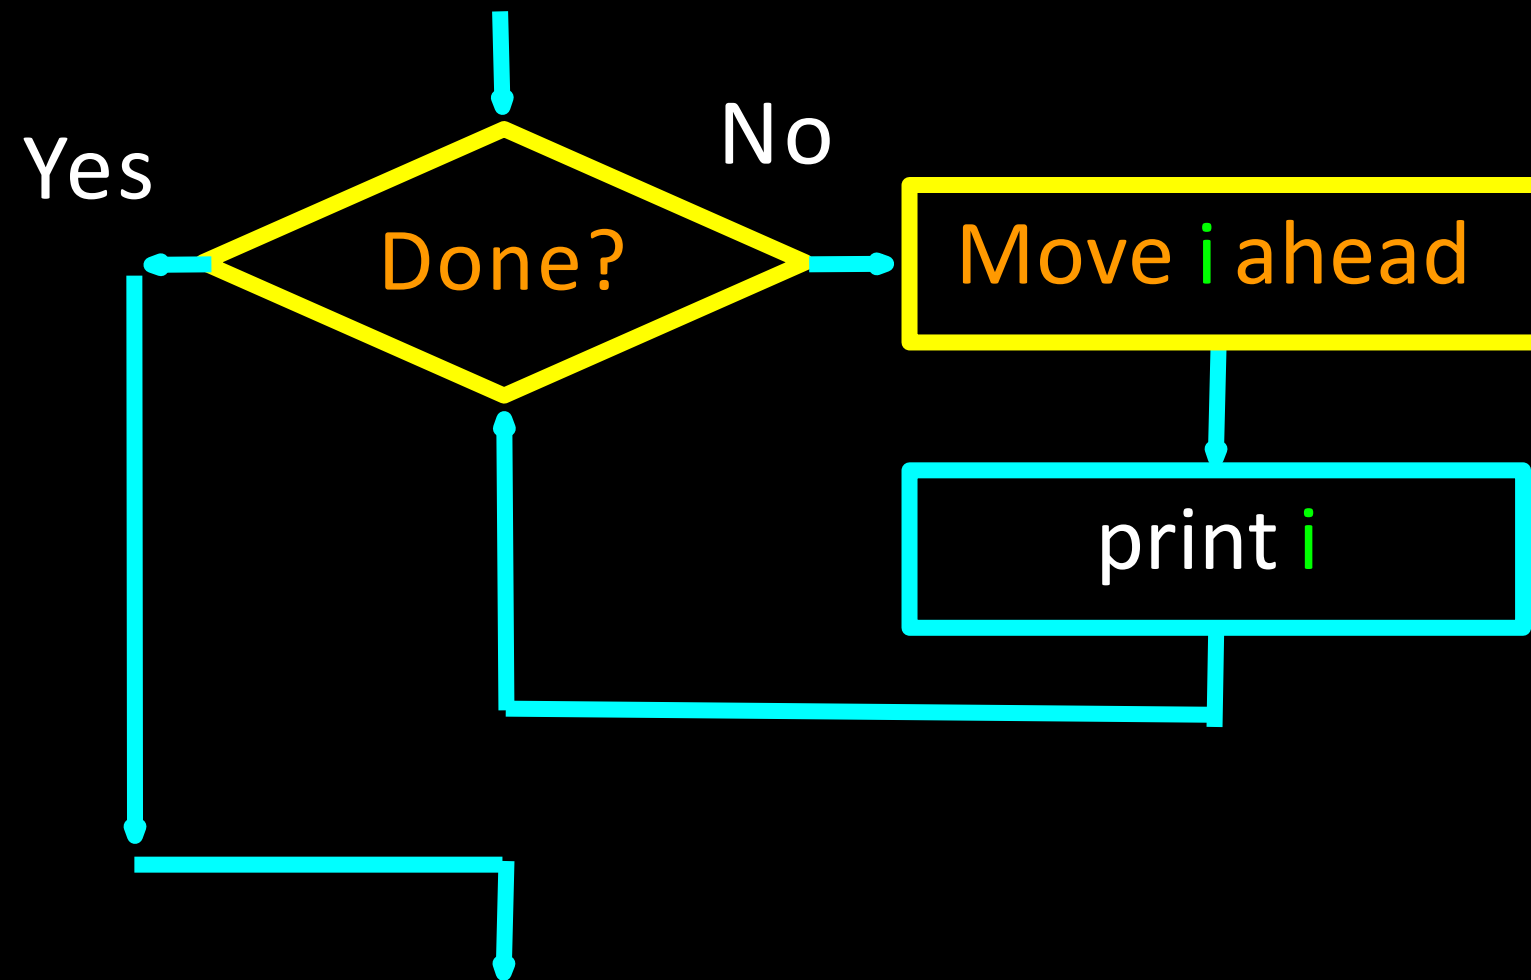 Yes
No
Done?
Move i ahead
print i